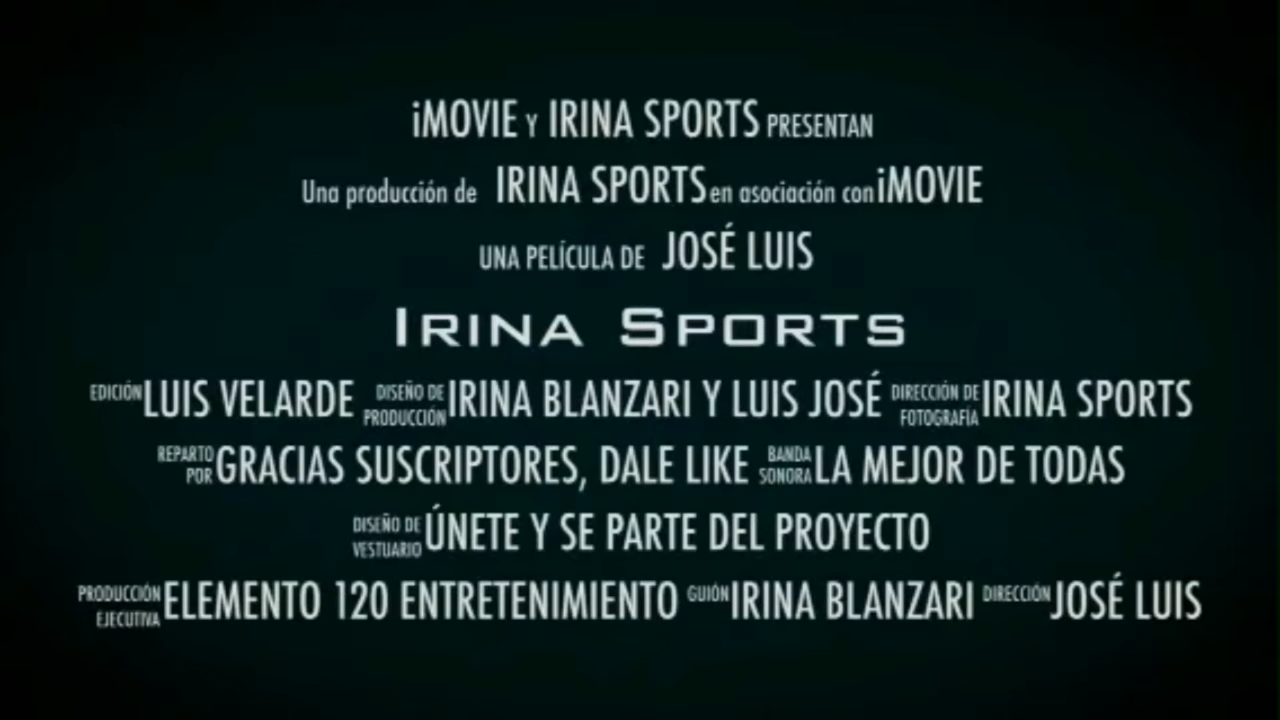 iMOVIE Y IRINA SPORTS PRESENTAN
Una producción de IRINA SPORTS en asociación con iMOVIE
UNA PELÍCULA DE JOSÉ LUIS
IRINA SPORTS
EDICIÓN LUIS VELARDE DISEÑO DE PRODUCCIÓN IRINA BLANZARI Y LUIS JOSÉ DIRECCIÓN DE FOTOGRAFÍA IRINA SPORTS
REPARTO POR GRACIAS SUSCRIPTORES, DALE LIKE BANDA SONORA LA MEJOR DE TODAS
DISEÑO DE VESTUARIO ÚNETE Y SE PARTE DEL PROYECTO
PRODUCCIÓN EJECUTIVA ELEMENTO 120 ENTRETENIMIENTO GUIÓN IRINA BLANZARI DIRECCIÓN JOSÉ LUIS